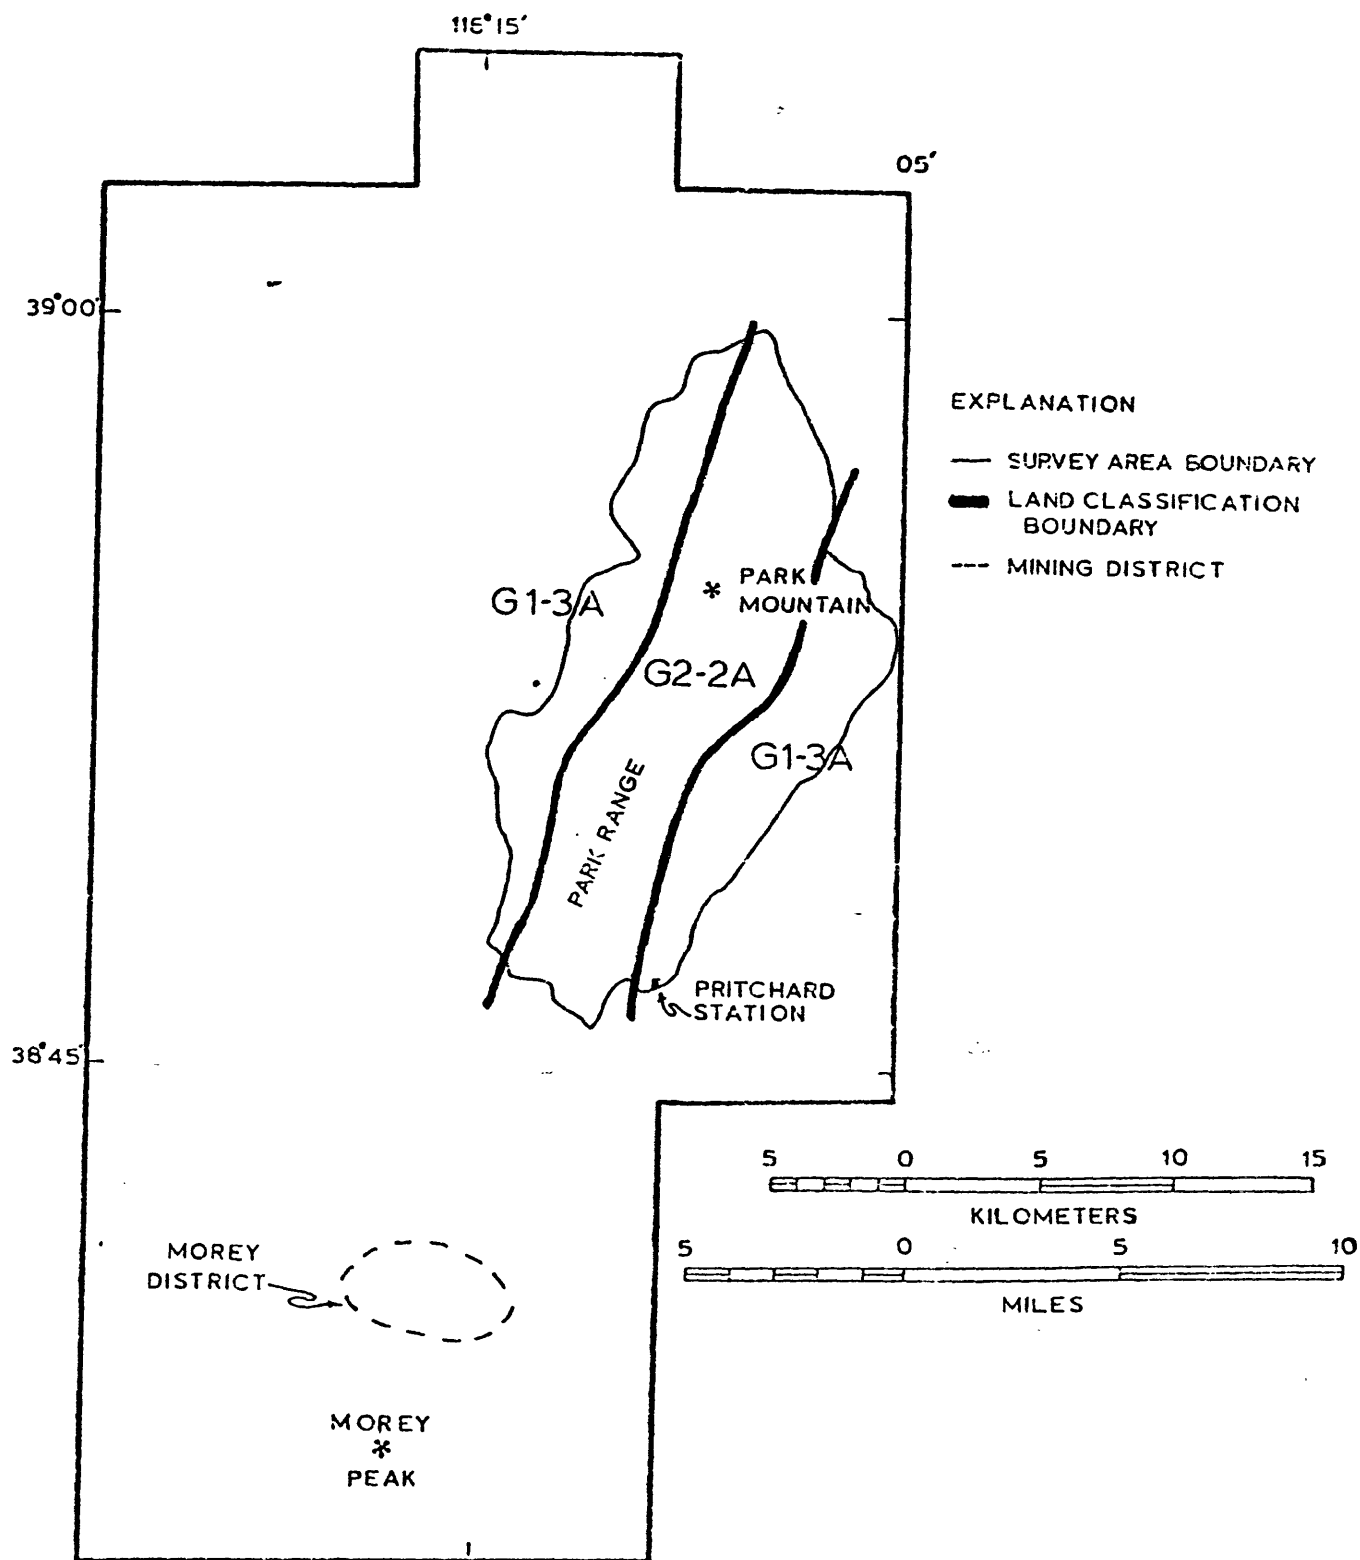 116°15'
05'
39°00'
EXPLANATION
SURVEY AREA BOUNDARY
LAND CLASSIFICATION
BOUNDARY
MINING DISTRICT
PARK
MOUNTAIN
G1-3A
G2-2A
G1-3A
PARK RANGE
PRITCHARD
STATION
38°45'
5 0 5 10 15
KILOMETERS
5 0 5 10
MILES
MOREY
DISTRICT
MOREY
PEAK